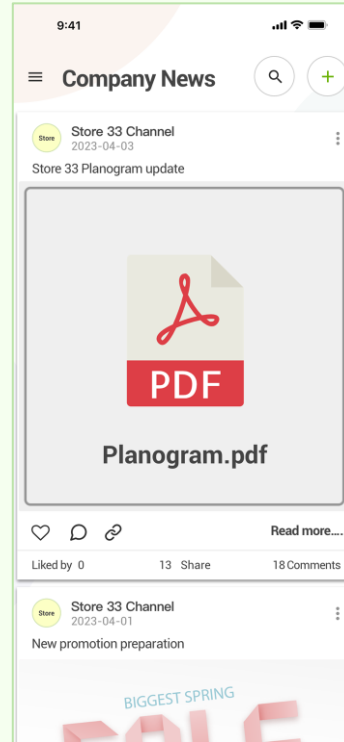 9:41
Company News
Store
Store 33 Channel
2023-04-03
Store 33 Planogram update
PDF
Planogram.pdf
Read more....
Liked by 0 13 Share 18 Comments
Store
Store 33 Channel
2023-04-01
New promotion preparation
BIGGEST SPRING
SALE